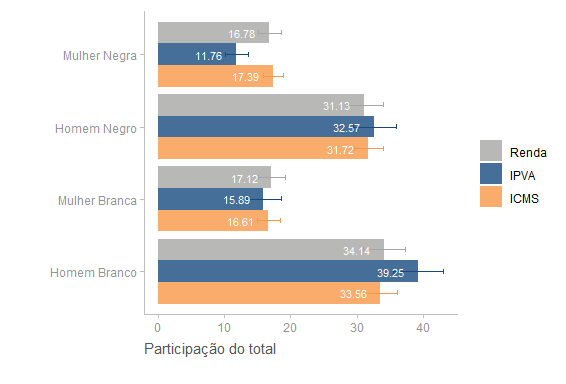 Mulher Negra
16.78
11.76
17.39
Homem Negro
31.13
32.57
31.72
Mulher Branca
17.12
15.89
16.61
Homem Branco
34.14
39.25
33.56
Renda
IPVA
ICMS
0 10 20 30 40
Participação do total